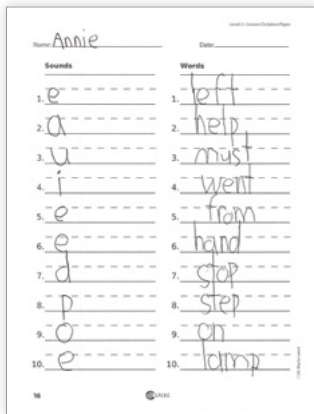 Level 2 • Lesson Dictation Paper
Name: Annie Date:
Sounds Words
1. e 1. left
2. a 2. help
3. u 3. must
4. i 4. went
5. e 5. from
6. e 6. hand
7. d 7. stop
8. p 8. step
9. o 9. on
10. e 10. lamp
16